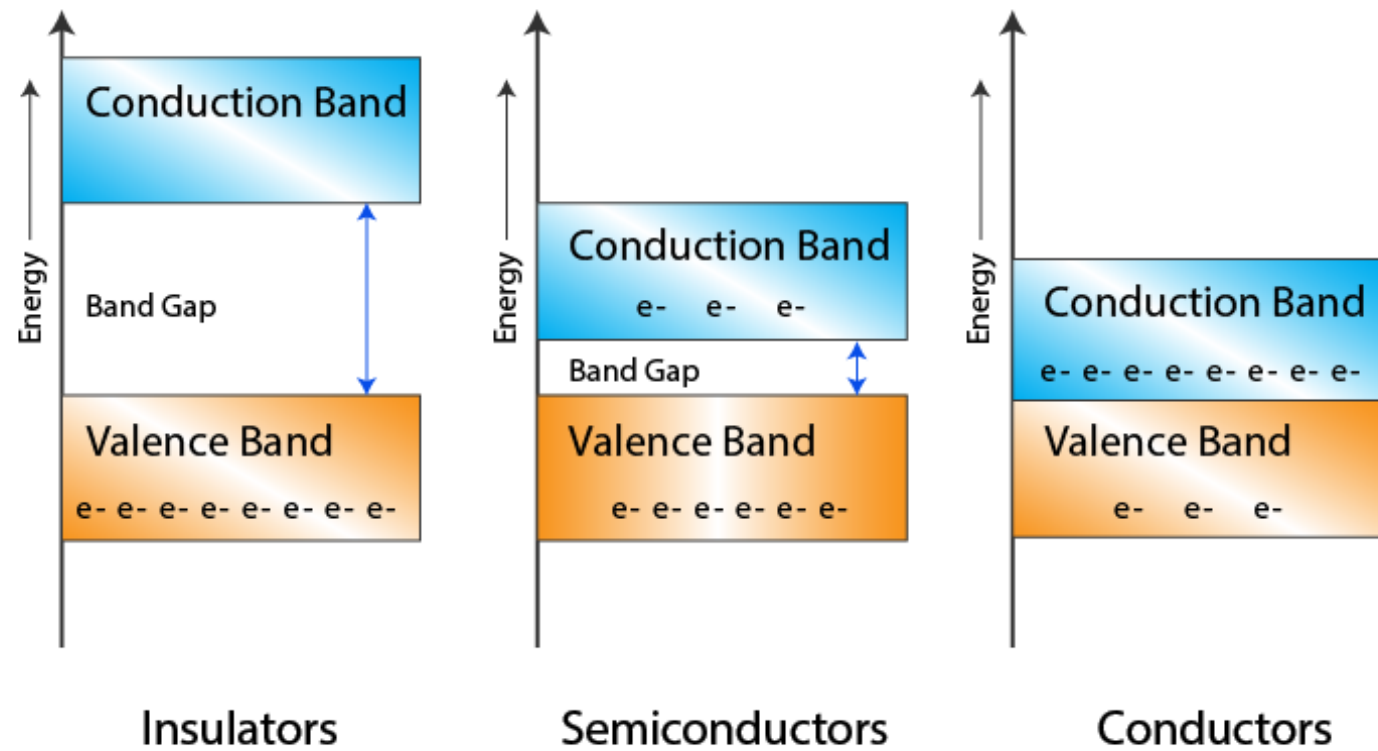 Energy
Conduction Band
Band Gap
Valence Band
e- e- e- e- e- e- e- e-
Insulators
Energy
Conduction Band
e- e- e-
Band Gap
Valence Band
e- e- e- e- e- e-
Semiconductors
Energy
Conduction Band
e- e- e- e- e- e- e- e-
Valence Band
e- e- e-
Conductors